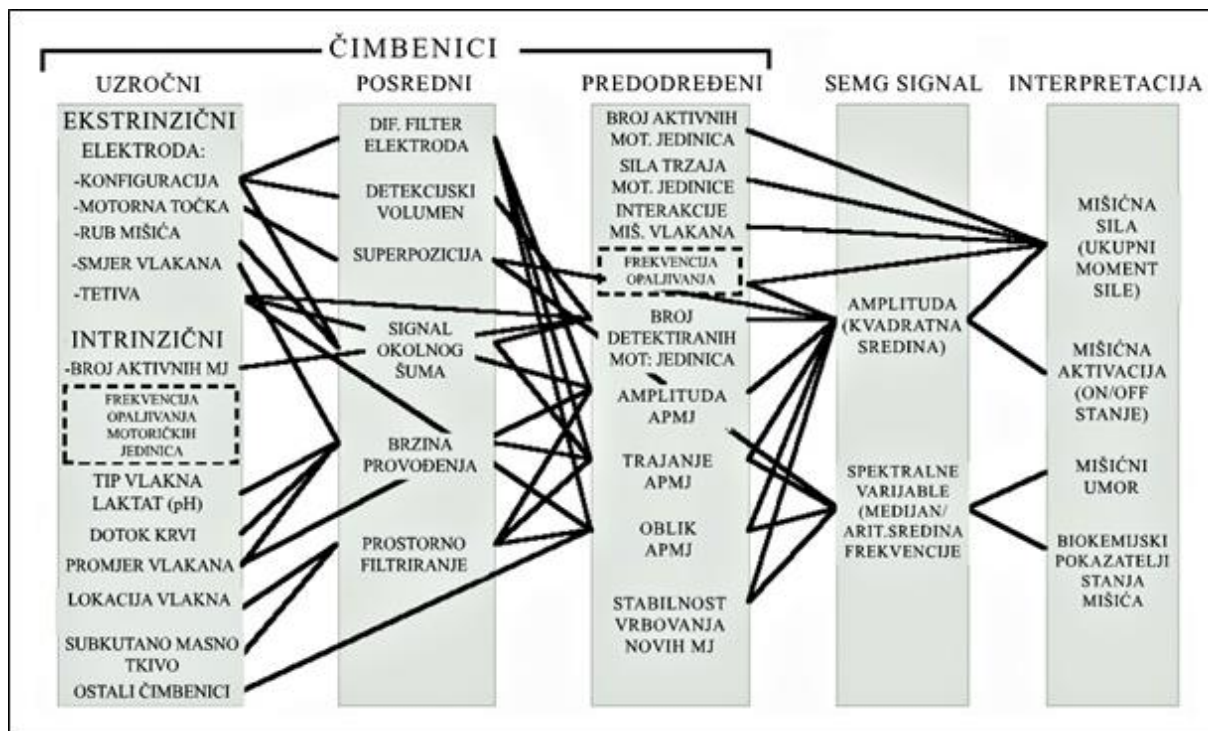 ČIMBENICI
UZROČNI
EKSTRINZIČNI
ELEKTRODA:
-KONFIGURACIJA
-MOTORNA TOČKA
-RUB MIŠIĆA
-SMJER VLAKANA
-TETIVA
INTRINZIČNI
-BROJ AKTIVNIH MJ
FREKVENCIJA
OPALJIVANJA
MOTORIČKIH
JEDINICA
TIP VLAKNA
LAKTAT (pH)
DOTOK KRVI
PROMJER VLAKANA
LOKACIJA VLAKNA
SUBKUTANO MASNO
TKIVO
OSTALI ČIMBENICI
POSREDNI
DIF. FILTER
ELEKTRODA
DETEKCIJSKI
VOLUMEN
SUPERPOZICIJA
SIGNAL
OKOLNOG
ŠUMA
BRZINA
PROVOĐENJA
PROSTORNO
FILTRIRANJE
PREDODREĐENI
BROJ AKTIVNIH
MOT. JEDINICA
SILA TRZAJA
MOT. JEDINICE
INTERAKCIJE
MIŠ. VLAKANA
FREKVENCIJA
OPALJIVANJA
BROJ
DETEKTIRANIH
MOT: JEDINICA
AMPLITUDA
APMJ
TRAJANJE
APMJ
OBLIK
APMJ
STABILNOST
VRBOVANJA
NOVIH MJ
SEMG SIGNAL
AMPLITUDA
(KVADRATNA
SREDINA)
SPEKTRALNE
VARIJABLE
(MEDIJAN/
ARIT.SREDINA
FREKVENCIJE
INTERPRETACIJA
MIŠIĆNA
SILA
(UKUPNI
MOMENT
SILE)
MIŠIĆNA
AKTIVACIJA
(ON/OFF
STANJE)
MIŠIĆNI
UMOR
BIOKEMIJSKI
POKAZATELJI
STANJA
MIŠIĆA